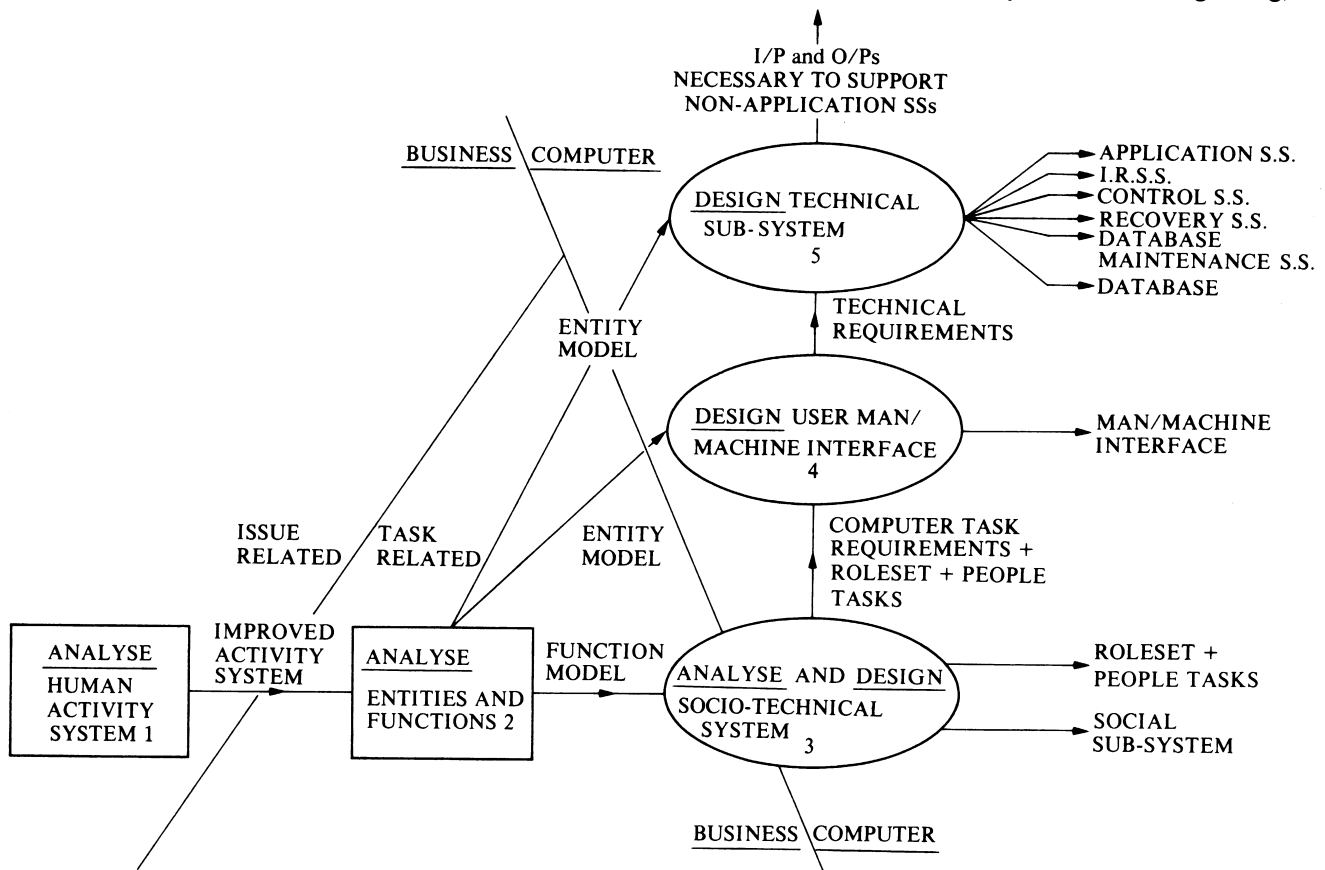 I/P and O/Ps
NECESSARY TO SUPPORT
NON-APPLICATION SSs
BUSINESS COMPUTER
DESIGN TECHNICAL
SUB-SYSTEM
5
APPLICATION S.S.
I.R.S.S.
CONTROL S.S.
RECOVERY S.S.
DATABASE
MAINTENANCE S.S.
DATABASE
ENTITY
MODEL
TECHNICAL
REQUIREMENTS
DESIGN USER MAN/
MACHINE INTERFACE
4
MAN/MACHINE
INTERFACE
ISSUE
RELATED
TASK
RELATED
ENTITY
MODEL
COMPUTER TASK
REQUIREMENTS +
ROLESET + PEOPLE
TASKS
ANALYSE
HUMAN
ACTIVITY
SYSTEM 1
IMPROVED
ACTIVITY
SYSTEM
ANALYSE
ENTITIES AND
FUNCTIONS 2
FUNCTION
MODEL
ANALYSE AND DESIGN
SOCIO-TECHNICAL
SYSTEM
3
ROLESET +
PEOPLE TASKS
SOCIAL
SUB-SYSTEM
BUSINESS COMPUTER